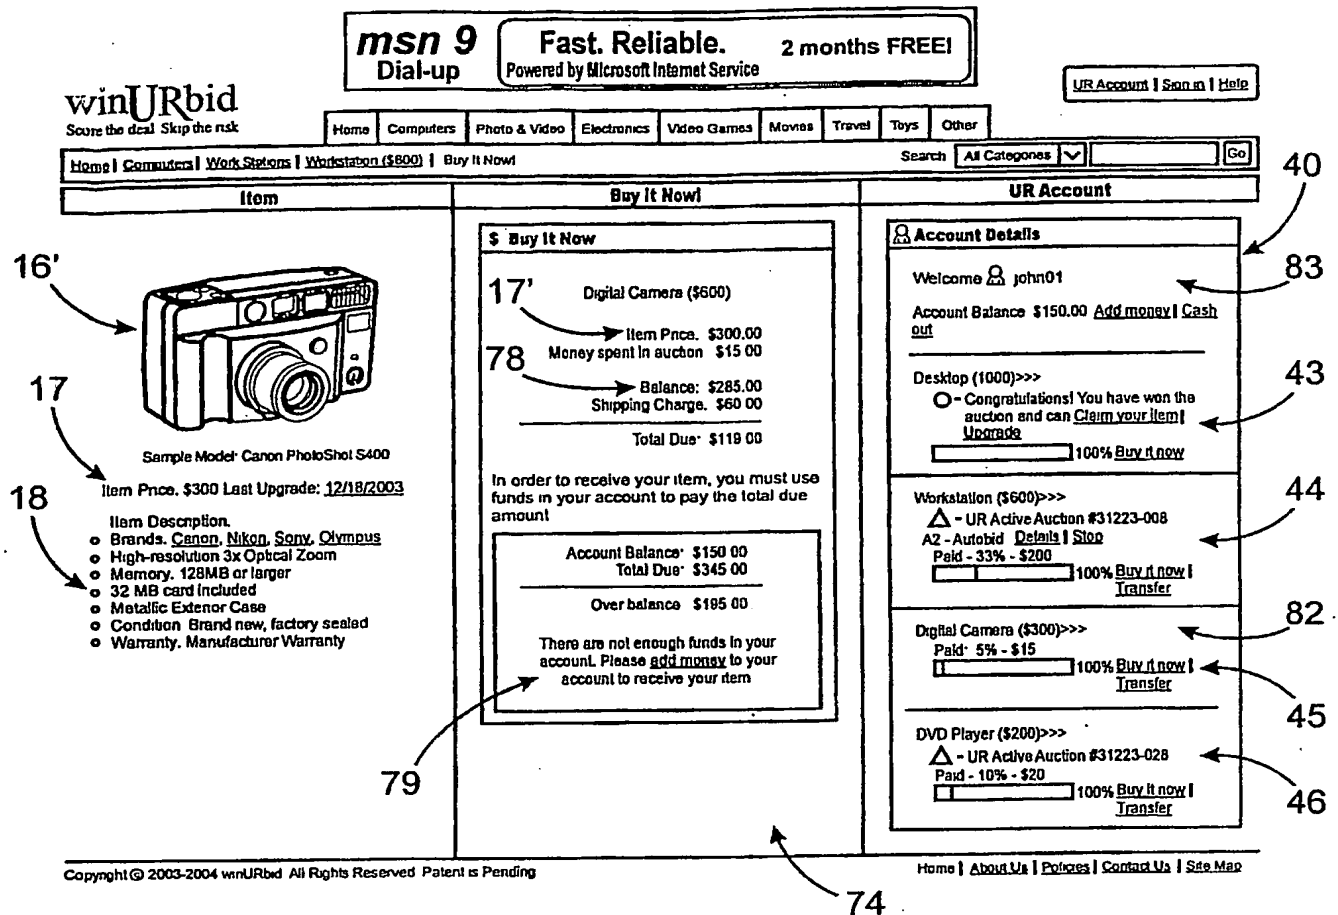 msn 9
Dial-up
Fast. Reliable.
Powered by Microsoft Internet Service
2 months FREE!
winURbid
Score the deal Skip the risk
UR Account | Sign in | Help
Home Computers Photo & Video Electronics Video Games Movies Travel Toys Other
Home | Computers | Work Stations | Workstation ($600) | Buy It Now!
Search All Categories Go
Item
Buy It Now!
UR Account
40
16'
$ Buy It Now
17'
Digital Camera ($600)
Item Price. $300.00
Money spent in auction $15 00
78
Balance: $285.00
Shipping Charge. $60 00
Total Due· $119 00
In order to receive your item, you must use
funds in your account to pay the total due
amount
Account Balance· $150 00
Total Due· $345 00
Over balance $195 00
There are not enough funds in your
account. Please add money to your
account to receive your item
79
17
Sample Model· Canon PhotoShot S400
Item Price. $300 Last Upgrade: 12/18/2003
18
Item Description.
Brands. Canon, Nikon, Sony, Olympus
High-resolution 3x Optical Zoom
Memory. 128MB or larger
32 MB card included
Metallic Exterior Case
Condition Brand new, factory sealed
Warranty. Manufacturer Warranty
Account Details
83
Welcome john01
Account Balance $150.00 Add money | Cash
out
43
Desktop (1000)>>>
- Congratulations! You have won the
auction and can Claim your item |
Upgrade
100% Buy it now
44
Workstation ($600)>>>
- UR Active Auction #31223-008
A2 - Autobid Details | Stop
Paid - 33% - $200
100% Buy it now |
Transfer
82
Digital Camera ($300)>>>
Paid· 5% - $15
100% Buy it now |
Transfer
45
DVD Player ($200)>>>
- UR Active Auction #31223-028
Paid - 10% - $20
100% Buy it now |
Transfer
46
74
Copyright © 2003-2004 winURbid All Rights Reserved Patent is Pending
Home | About Us | Policies | Contact Us | Site Map